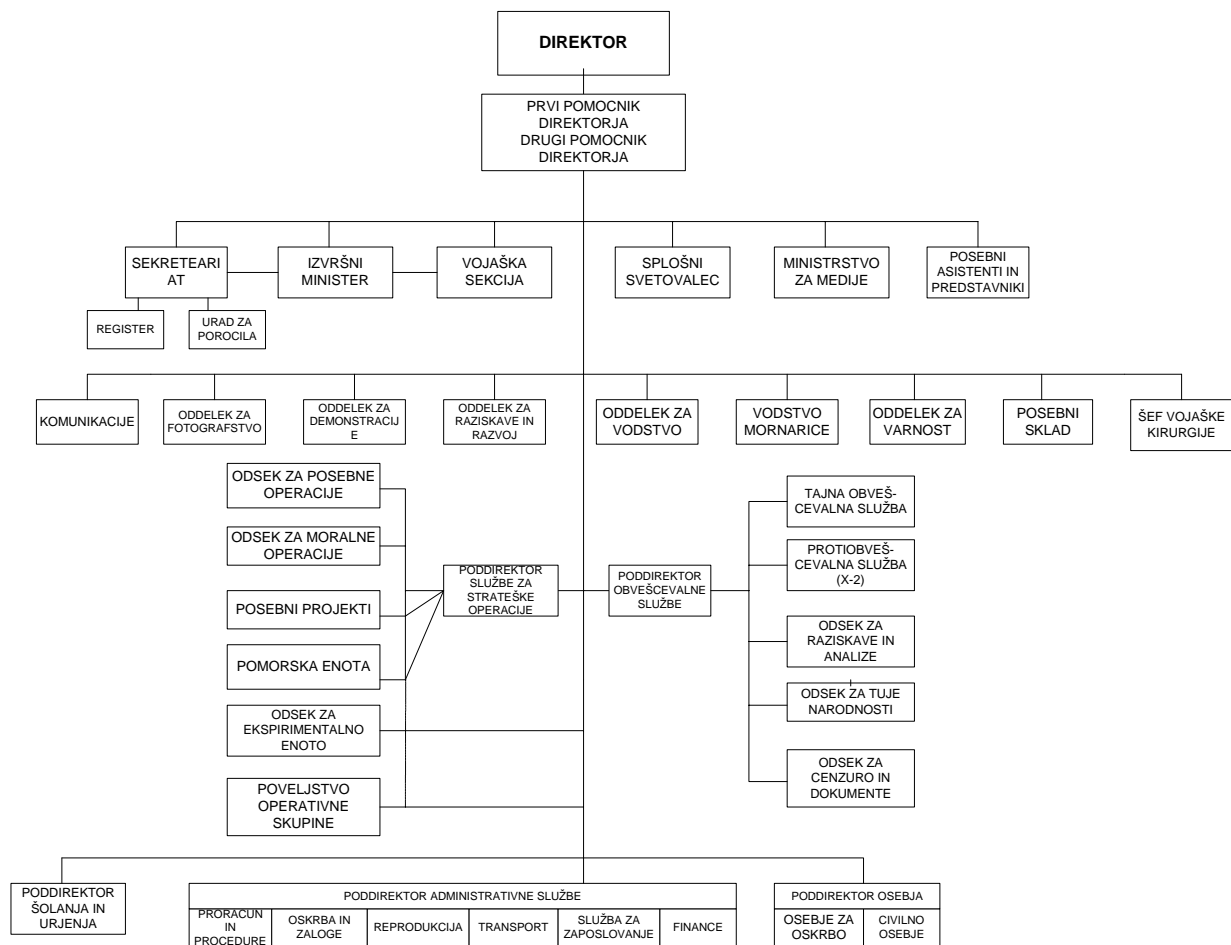 DIREKTOR
PRVI POMOCNIK
DIREKTORJA
DRUGI POMOCNIK
DIREKTORJA
SEKRETEARI
AT
IZVRŠNI
MINISTER
VOJAŠKA
SEKCIJA
SPLOŠNI
SVETOVALEC
MINISTRSTVO
ZA MEDIJE
POSEBNI
ASISTENTI IN
PREDSTAVNIKI
REGISTER
URAD ZA
POROCILA
KOMUNIKACIJE
ODDELEK ZA
FOTOGRAFSTVO
ODDELEK ZA
DEMONSTRACIJ
E
ODDELEK ZA
RAZISKAVE IN
RAZVOJ
ODDELEK ZA
VODSTVO
VODSTVO
MORNARICE
ODDELEK ZA
VARNOST
POSEBNI
SKLAD
ŠEF VOJAŠKE
KIRURGIJE
ODSEK ZA POSEBNE
OPERACIJE
ODSEK ZA MORALNE
OPERACIJE
POSEBNI PROJEKTI
POMORSKA ENOTA
ODSEK ZA
EKSPIRIMENTALNO
ENOTO
POVELJSTVO
OPERATIVNE
SKUPINE
PODDIREKTOR
SLUŽBE ZA
STRATEŠKE
OPERACIJE
PODDIREKTOR
OBVEŠCEVALNE
SLUŽBE
TAJNA OBVEŠ-
CEVALNA SLUŽBA
PROTIOBVEŠ-
CEVALNA SLUŽBA
(X-2)
ODSEK ZA
RAZISKAVE IN
ANALIZE
ODSEK ZA TUJE
NARODNOSTI
ODSEK ZA
CENZURO IN
DOKUMENTE
PODDIREKTOR
ŠOLANJA IN
URJENJA
PODDIREKTOR ADMINISTRATIVNE SLUŽBE
PRORACUN
IN
PROCEDURE
OSKRBA IN
ZALOGE
REPRODUKCIJA
TRANSPORT
SLUŽBA ZA
ZAPOSLOVANJE
FINANCE
PODDIREKTOR OSEBJA
OSEBJE ZA
OSKRBO
CIVILNO
OSEBJE